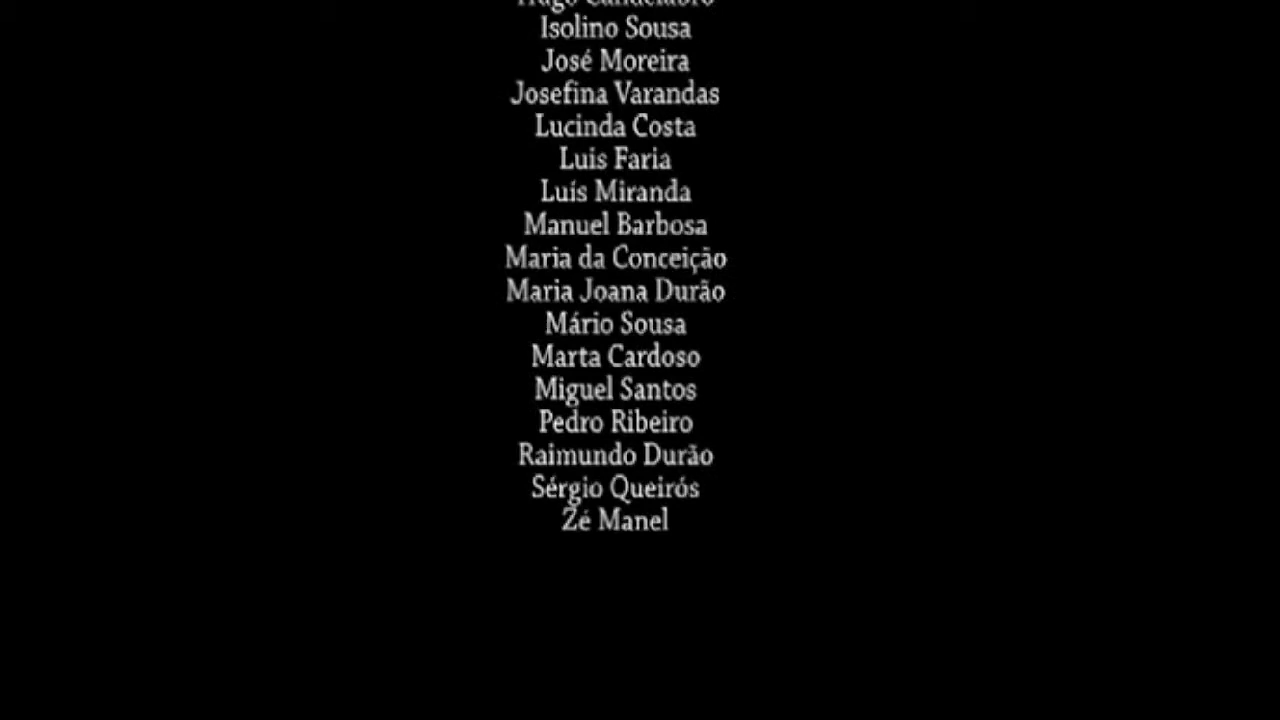 Isolino Sousa
José Moreira
Josefina Varandas
Lucinda Costa
Luís Faria
Luís Miranda
Manuel Barbosa
Maria da Conceição
Maria Joana Durão
Mário Sousa
Marta Cardoso
Miguel Santos
Pedro Ribeiro
Raimundo Durão
Sérgio Queirós
Zé Manel